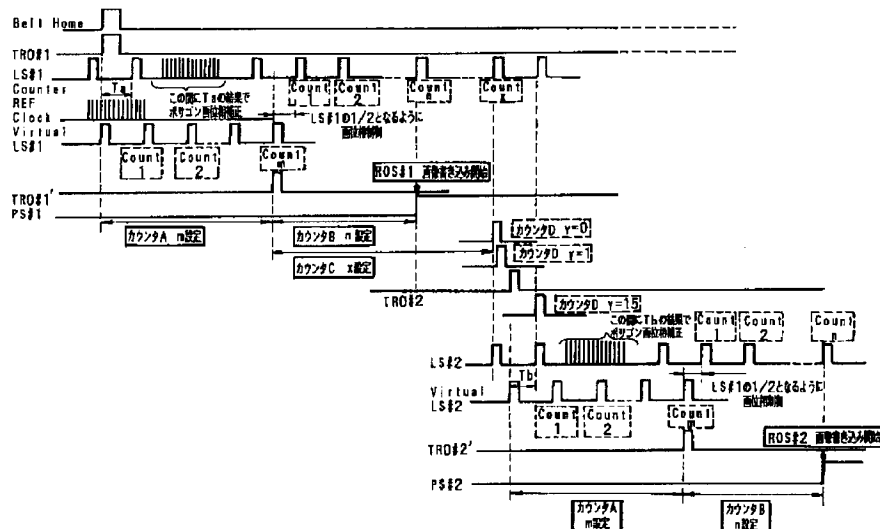 Belt Home
TRO#1
LS#1
Counter
REF
Clock
Ta
この間にTaの結果で
ポリゴン画位相補正
Count 1
Count 2
Count n
Count x
LS#1の1/2となるように
画位相制御
Virtual
LS#1
Count 1
Count 2
Count m
TRO#1'
ROS#1 画像書き込み開始
PS#1
カウンタA m設定
カウンタB n設定
カウンタC x設定
カウンタD y=0
カウンタD y=1
TRO#2
カウンタD y=15
この間にTbの結果で
ポリゴン画位相補正
Count 1
Count 2
Count n
LS#2
Tb
LS#1の1/2となるように
画位相制御
Virtual
LS#2
Count 1
Count 2
Count m
TRO#2'
ROS#2 画像書き込み開始
PS#2
カウンタA
m設定
カウンタB
n設定